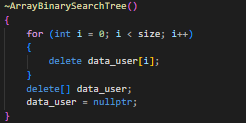 ~ArrayBinarySearchTree()
{
for (int i = 0; i < size; i++)
{
delete data_user[i];
}
delete[] data_user;
data_user = nullptr;
}